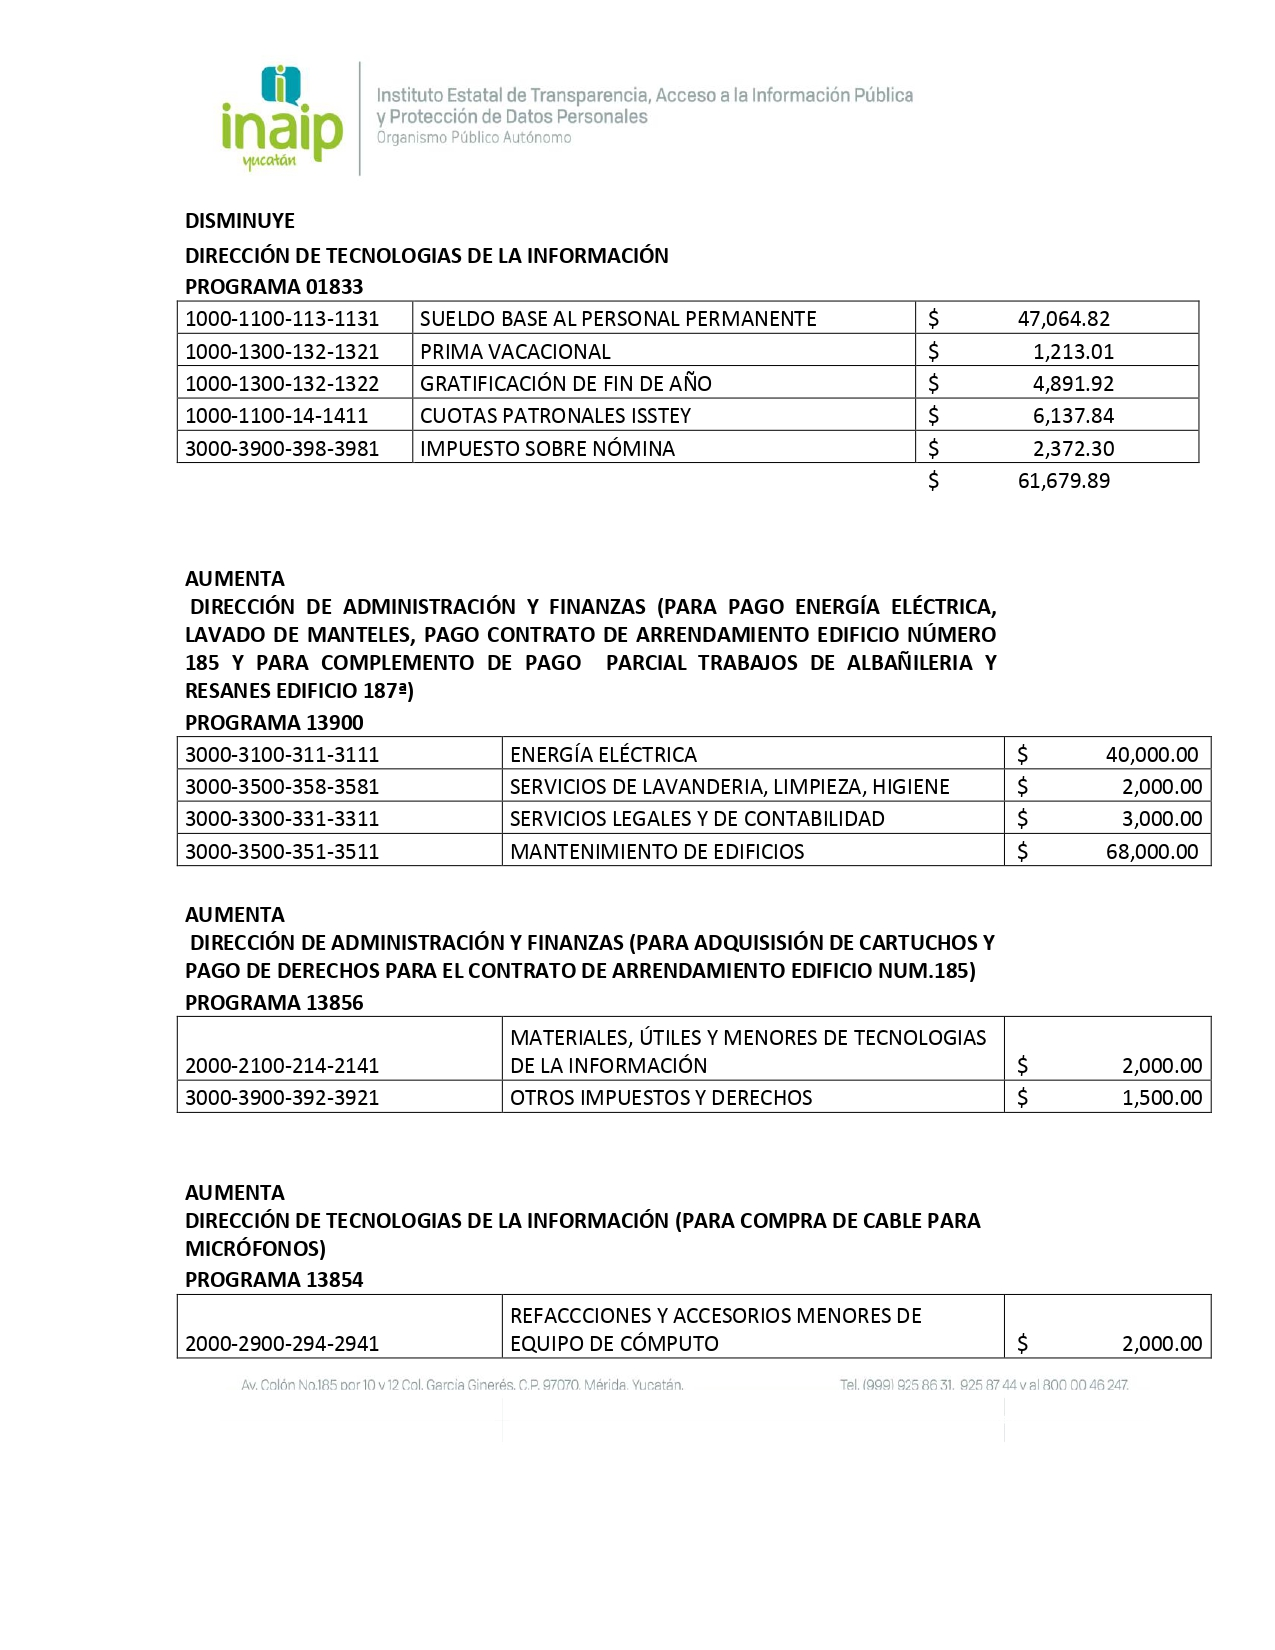 inaip
yucatán
Instituto Estatal de Transparencia, Acceso a la Información Pública
y Protección de Datos Personales
Organismo Público Autónomo
DISMINUYE
DIRECCIÓN DE TECNOLOGIAS DE LA INFORMACIÓN
PROGRAMA 01833
1000-1100-113-1131 SUELDO BASE AL PERSONAL PERMANENTE $ 47,064.82
1000-1300-132-1321 PRIMA VACACIONAL $ 1,213.01
1000-1300-132-1322 GRATIFICACIÓN DE FIN DE AÑO $ 4,891.92
1000-1100-14-1411 CUOTAS PATRONALES ISSTEY $ 6,137.84
3000-3900-398-3981 IMPUESTO SOBRE NÓMINA $ 2,372.30
$ 61,679.89
AUMENTA
DIRECCIÓN DE ADMINISTRACIÓN Y FINANZAS (PARA PAGO ENERGÍA ELÉCTRICA,
LAVADO DE MANTELES, PAGO CONTRATO DE ARRENDAMIENTO EDIFICIO NÚMERO
185 Y PARA COMPLEMENTO DE PAGO PARCIAL TRABAJOS DE ALBAÑILERIA Y
RESANES EDIFICIO 187ª)
PROGRAMA 13900
3000-3100-311-3111 ENERGÍA ELÉCTRICA $ 40,000.00
3000-3500-358-3581 SERVICIOS DE LAVANDERIA, LIMPIEZA, HIGIENE $ 2,000.00
3000-3300-331-3311 SERVICIOS LEGALES Y DE CONTABILIDAD $ 3,000.00
3000-3500-351-3511 MANTENIMIENTO DE EDIFICIOS $ 68,000.00
AUMENTA
DIRECCIÓN DE ADMINISTRACIÓN Y FINANZAS (PARA ADQUISISIÓN DE CARTUCHOS Y
PAGO DE DERECHOS PARA EL CONTRATO DE ARRENDAMIENTO EDIFICIO NUM.185)
PROGRAMA 13856
MATERIALES, ÚTILES Y MENORES DE TECNOLOGIAS
2000-2100-214-2141 DE LA INFORMACIÓN $ 2,000.00
3000-3900-392-3921 OTROS IMPUESTOS Y DERECHOS $ 1,500.00
AUMENTA
DIRECCIÓN DE TECNOLOGIAS DE LA INFORMACIÓN (PARA COMPRA DE CABLE PARA
MICRÓFONOS)
PROGRAMA 13854
REFACCCIONES Y ACCESORIOS MENORES DE
2000-2900-294-2941 EQUIPO DE CÓMPUTO $ 2,000.00
Av. Colón No.185 por 10 y 12 Col. García Ginerés. C.P. 97070. Mérida. Yucatán. Tel. (999) 925 86 31. 925 87 44 y al 800 00 46 247.